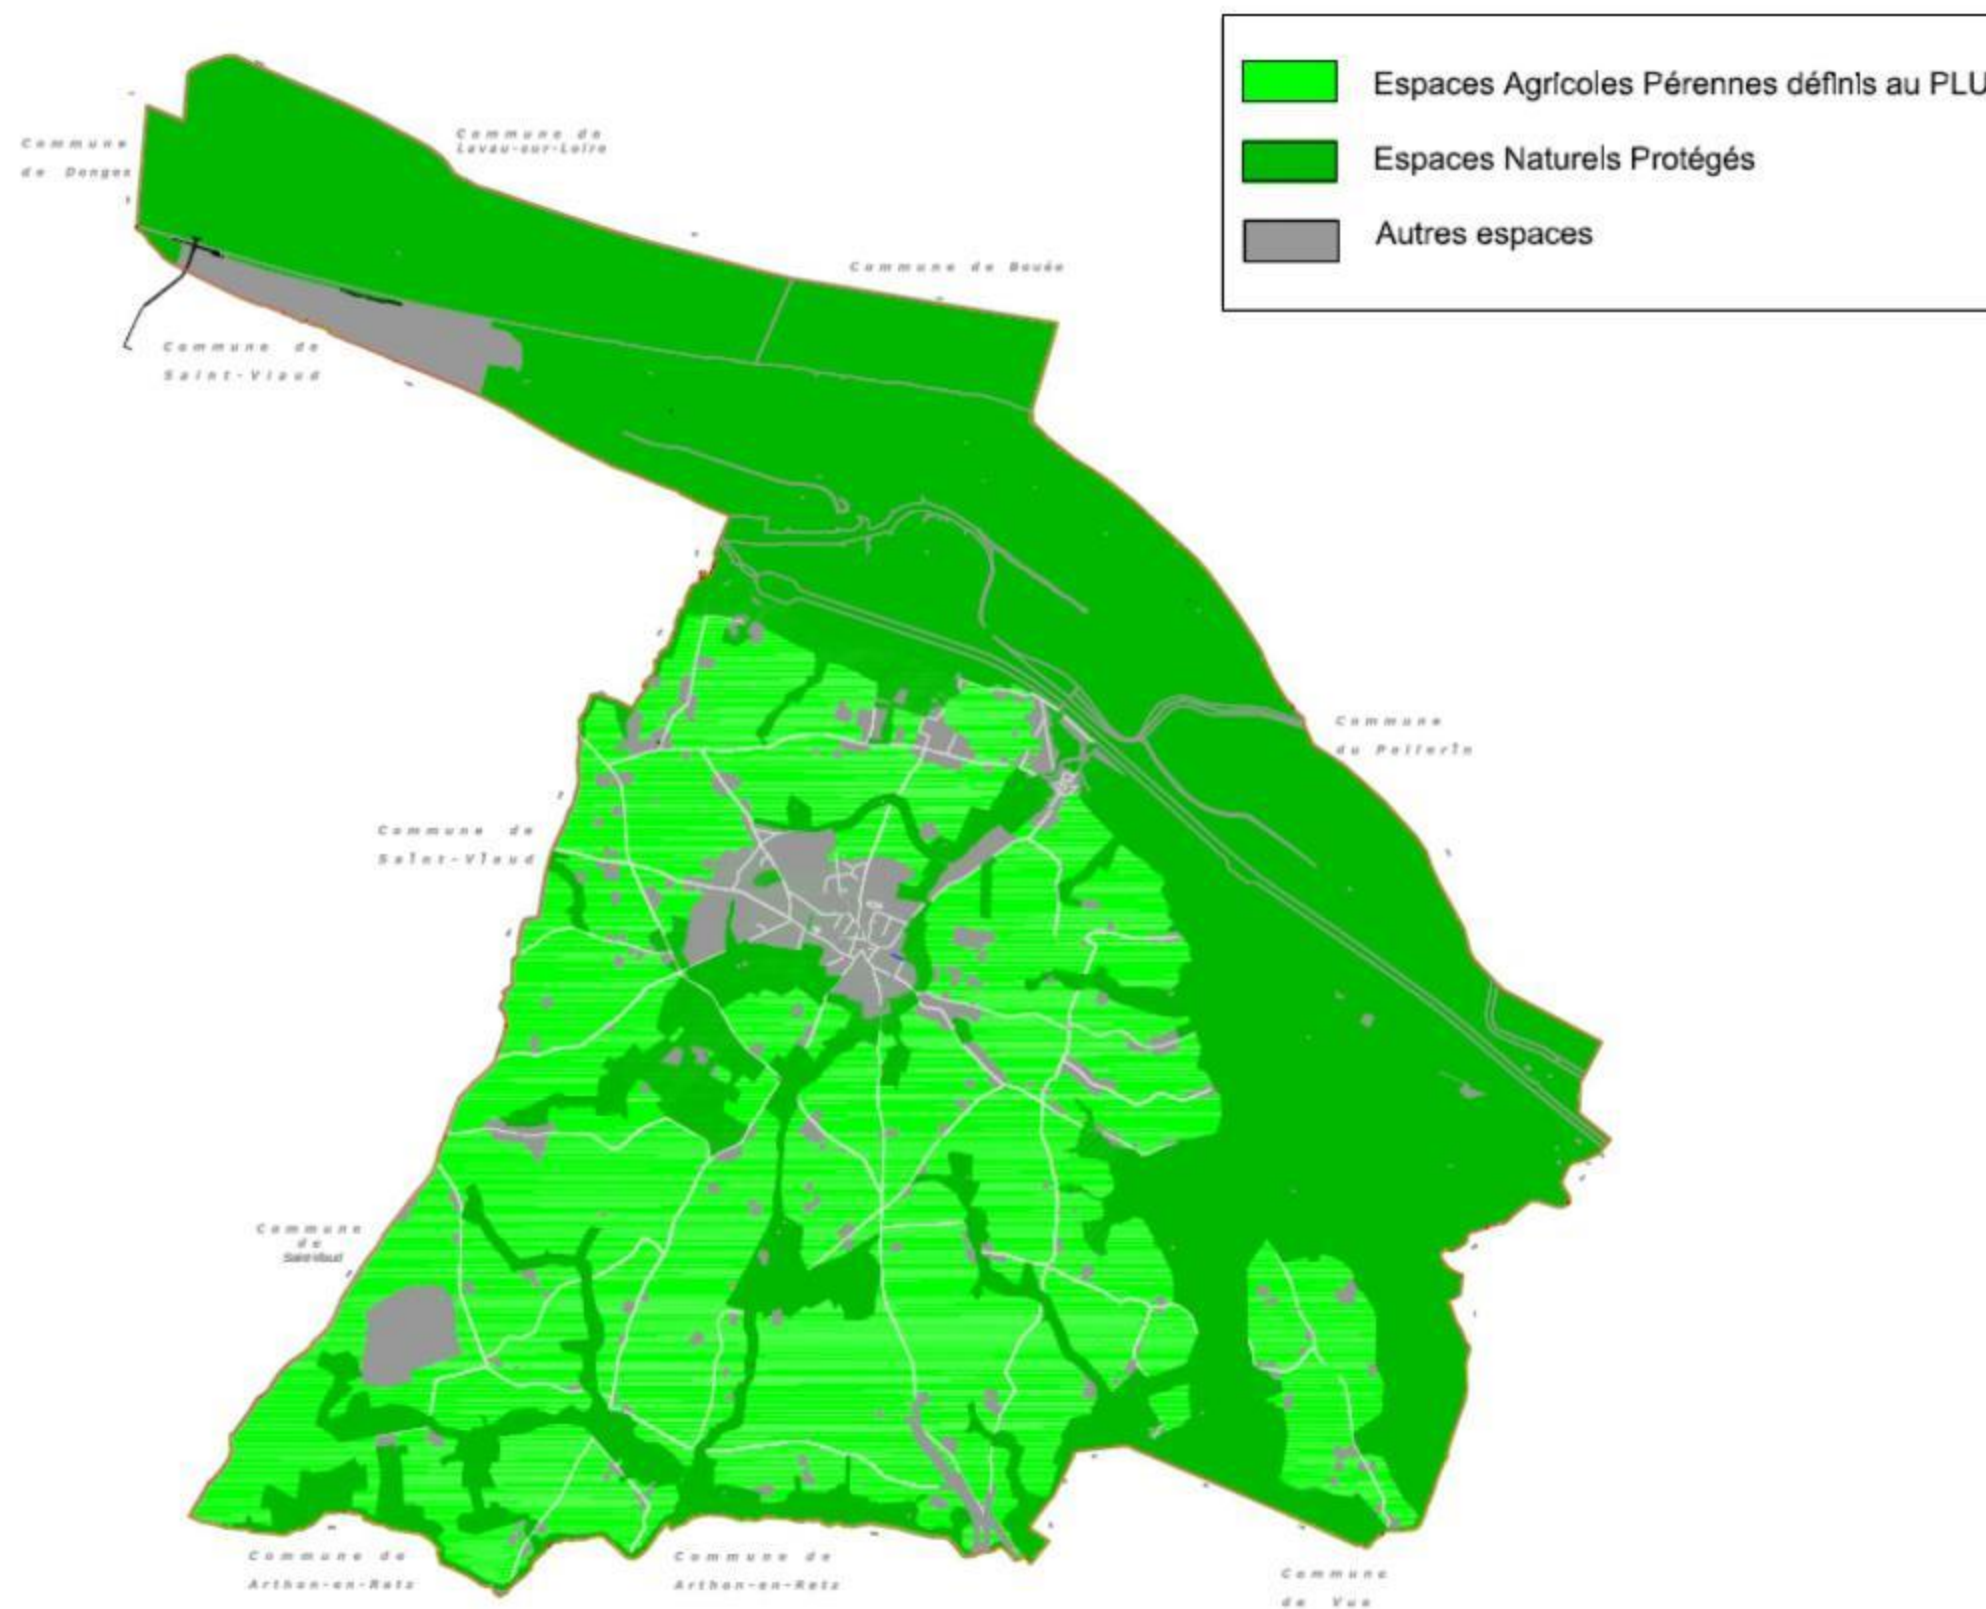 Espaces Agrícoles Pérennes définis au PLU
Espaces Naturels Protégés
Autres espaces
Commune de
Lavau-sur-Loire
Commune
de Donges
Commune de Bouée
Commune de
Saint-Viaud
Commune
du Pellerin
Commune de
Saint-Viaud
Commune
de
Saint-Viaud
Commune de
Arthon-en-Retz
Commune de
Arthon-en-Retz
Commune
de Vue